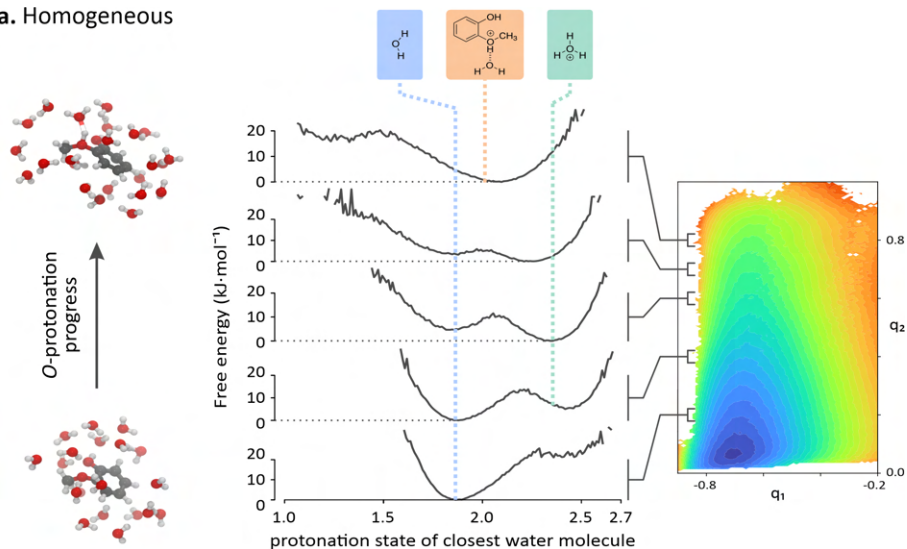 a. Homogeneous
O
H
H
OH
O
⊕
CH₃
H
O
H
H
H
O
H
H
⊕
O-protonation
progress
Free energy (kJ·mol⁻¹)
20
10
0
20
10
0
20
10
0
20
10
0
20
10
0
1.0
1.5
2.0
2.5
2.7
protonation state of closest water molecule
0.8
q₂
0.0
-0.8
q₁
-0.2